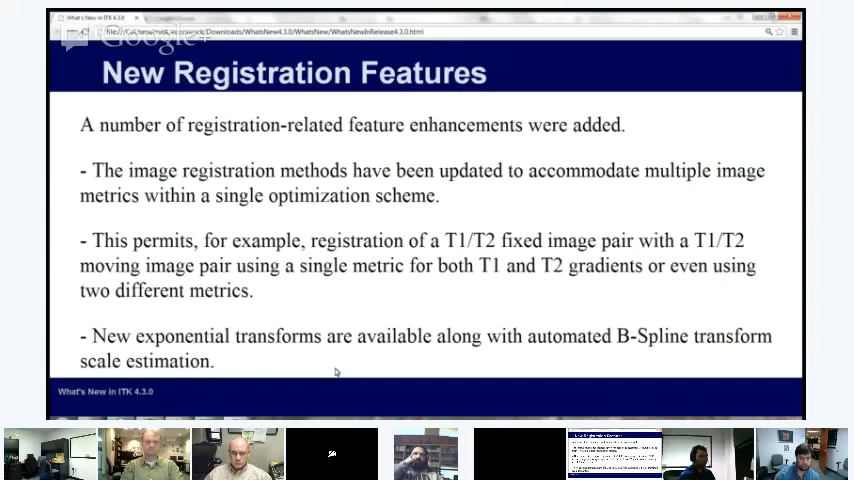 What's New in ITK 4.3.0
Google+
New Registration Features
A number of registration-related feature enhancements were added.
- The image registration methods have been updated to accommodate multiple image
metrics within a single optimization scheme.
- This permits, for example, registration of a T1/T2 fixed image pair with a T1/T2
moving image pair using a single metric for both T1 and T2 gradients or even using
two different metrics.
- New exponential transforms are available along with automated B-Spline transform
scale estimation.
What's New in ITK 4.3.0
New Registration Features